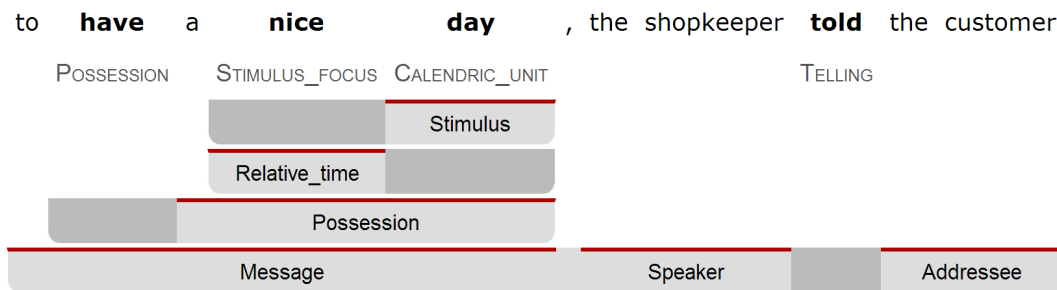 to have a nice day , the shopkeeper told the customer
POSSESSION STIMULUS_FOCUS CALENDRIC_UNIT TELLING
Stimulus
Relative_time
Possession
Message Speaker Addressee